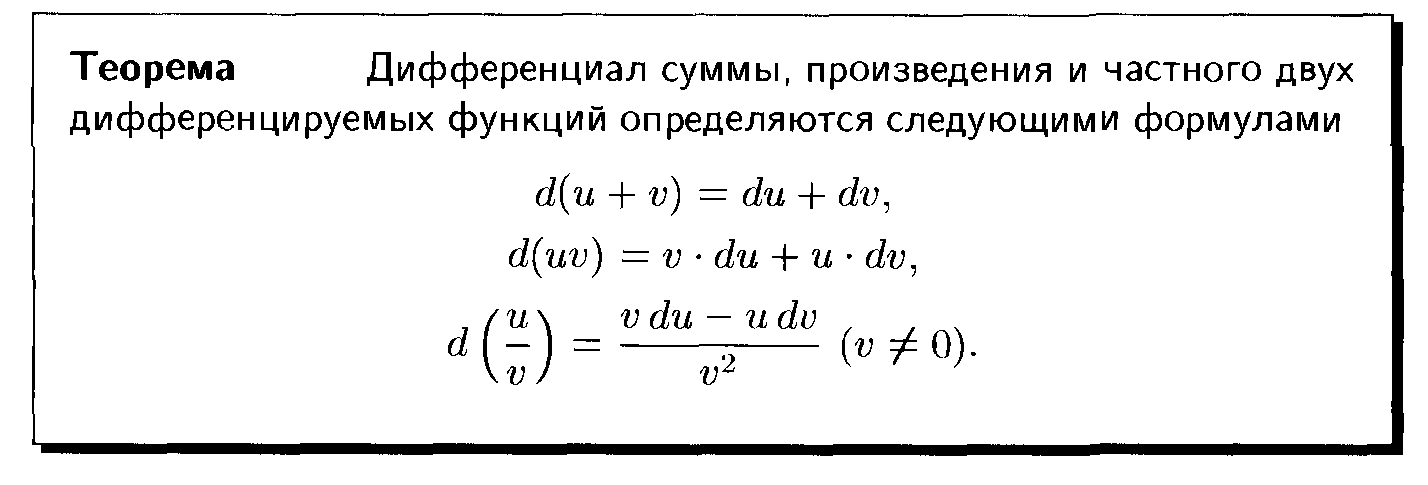 Теорема Дифференциал суммы, произведения и частного двух
дифференцируемых функций определяются следующими формулами
d(u + v) = du + dv,
d(uv) = v · du + u · dv,
d(u/v) = (v du − u dv)/v² (v ≠ 0).